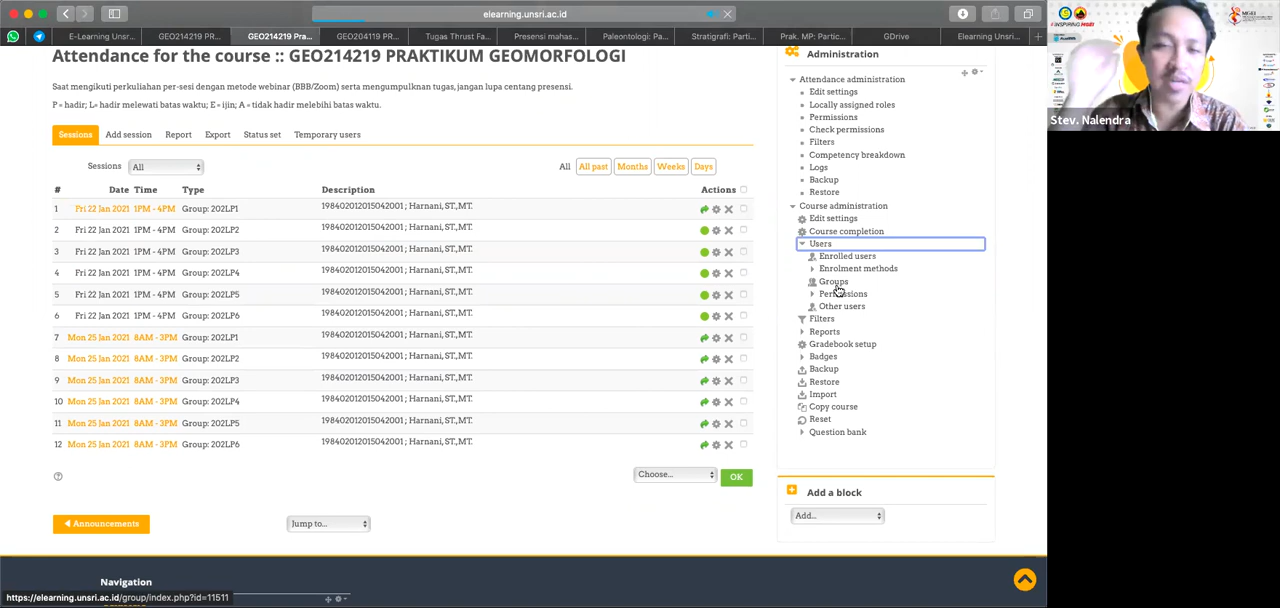 elearning.unsri.ac.id
E-Learning Unsr...
GEO214219 PR...
GEO214219 Pra...
GEO204219 PR...
Tugas Thrust Fa...
Presensi mahas...
Paleontologi: Pa...
Stratigrafi: Parti...
Prak. MP: Partic...
GDrive
Elearning Unsri...
Attendance for the course :: GEO214219 PRAKTIKUM GEOMORFOLOGI
Saat mengikuti perkuliahan per-sesi dengan metode webinar (BBB/Zoom) serta mengumpulkan tugas, jangan lupa centang presensi.
P = hadir; L= hadir melewati batas waktu; E = ijin; A = tidak hadir melebihi batas waktu.
Sessions Add session Report Export Status set Temporary users
Sessions All All All past Months Weeks Days
# Date Time Type Description Actions
1 Fri 22 Jan 2021 1PM - 4PM Group: 202LP1 198402012015042001 ; Harnani, ST.,MT.
2 Fri 22 Jan 2021 1PM - 4PM Group: 202LP2 198402012015042001 ; Harnani, ST.,MT.
3 Fri 22 Jan 2021 1PM - 4PM Group: 202LP3 198402012015042001 ; Harnani, ST.,MT.
4 Fri 22 Jan 2021 1PM - 4PM Group: 202LP4 198402012015042001 ; Harnani, ST.,MT.
5 Fri 22 Jan 2021 1PM - 4PM Group: 202LP5 198402012015042001 ; Harnani, ST.,MT.
6 Fri 22 Jan 2021 1PM - 4PM Group: 202LP6 198402012015042001 ; Harnani, ST.,MT.
7 Mon 25 Jan 2021 8AM - 3PM Group: 202LP1 198402012015042001 ; Harnani, ST.,MT.
8 Mon 25 Jan 2021 8AM - 3PM Group: 202LP2 198402012015042001 ; Harnani, ST.,MT.
9 Mon 25 Jan 2021 8AM - 3PM Group: 202LP3 198402012015042001 ; Harnani, ST.,MT.
10 Mon 25 Jan 2021 8AM - 3PM Group: 202LP4 198402012015042001 ; Harnani, ST.,MT.
11 Mon 25 Jan 2021 8AM - 3PM Group: 202LP5 198402012015042001 ; Harnani, ST.,MT.
12 Mon 25 Jan 2021 8AM - 3PM Group: 202LP6 198402012015042001 ; Harnani, ST.,MT.
Choose... OK
Announcements
Jump to...
Navigation
https://elearning.unsri.ac.id/group/index.php?id=11511
Administration
Attendance administration
Edit settings
Locally assigned roles
Permissions
Check permissions
Filters
Competency breakdown
Logs
Backup
Restore
Course administration
Edit settings
Course completion
Users
Enrolled users
Enrolment methods
Groups
Permissions
Other users
Filters
Reports
Gradebook setup
Badges
Backup
Restore
Import
Copy course
Reset
Question bank
Add a block
Add...
Stev. Nalendra